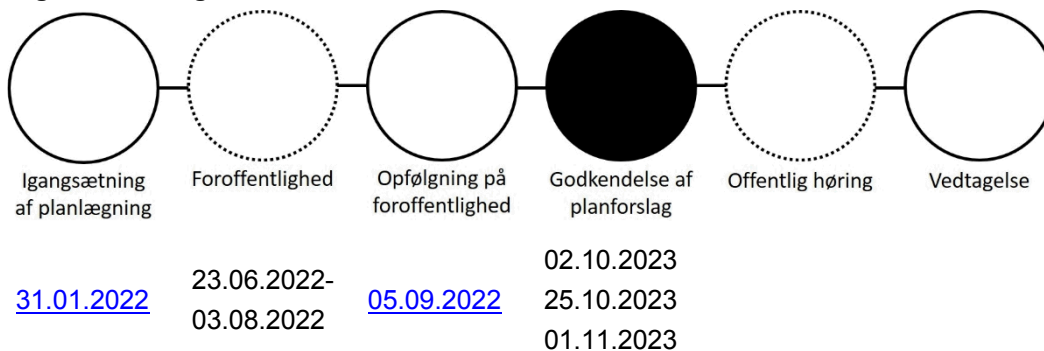 Igangsætning
af planlægning
Foroffentlighed
Opfølgning på
foroffentlighed
Godkendelse af
planforslag
Offentlig høring
Vedtagelse
31.01.2022
23.06.2022-
03.08.2022
05.09.2022
02.10.2023
25.10.2023
01.11.2023